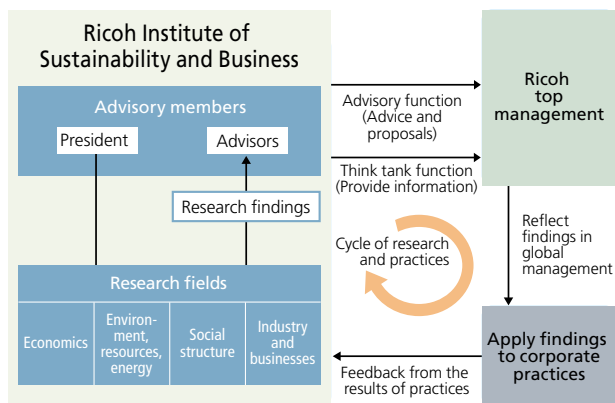 Ricoh Institute of
Sustainability and Business
Advisory members
President
Advisors
Research findings
Research fields
Economics
Environ-
ment,
resources,
energy
Social
structure
Industry
and
businesses
Advisory function
(Advice and
proposals)
Think tank function
(Provide information)
Cycle of research
and practices
Feedback from the
results of practices
Ricoh
top
management
Reflect
findings in
global
management
Apply findings
to corporate
practices